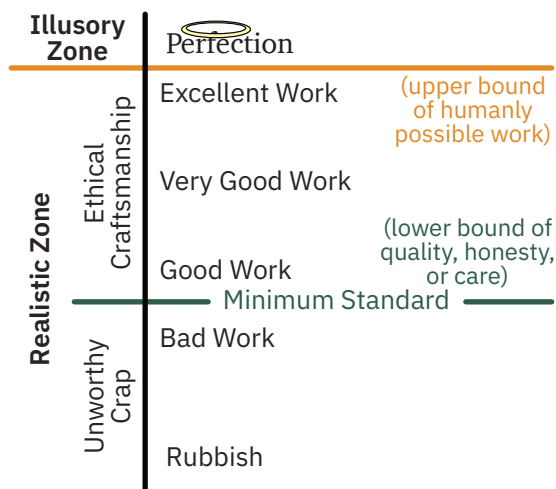 Illusory
Zone
Perfection
Excellent Work
(upper bound
of humanly
possible work)
Realistic Zone
Ethical
Craftsmanship
Very Good Work
Good Work
(lower bound of
quality, honesty,
or care)
Minimum Standard
Unworthy
Crap
Bad Work
Rubbish